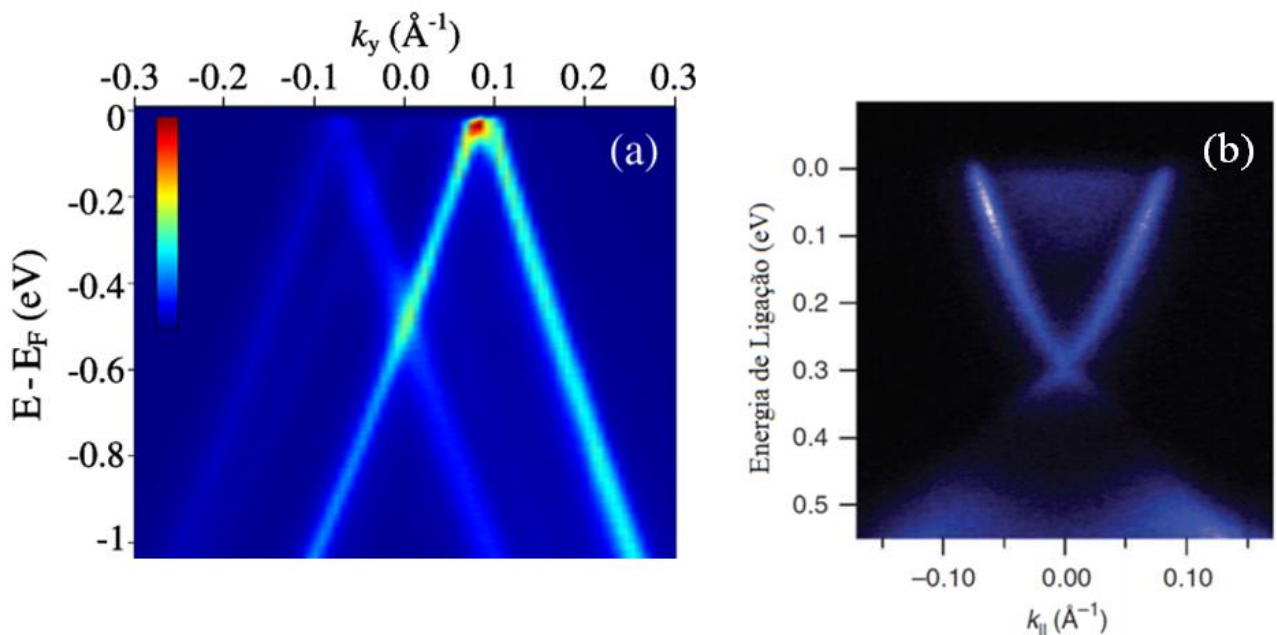 k_y (Å⁻¹)
-0.3 -0.2 -0.1 0.0 0.1 0.2 0.3
0
-0.2
-0.4
-0.6
-0.8
-1
E - E_F (eV)
(a)
(b)
0.0
0.1
0.2
0.3
0.4
0.5
Energia de Ligação (eV)
−0.10 0.00 0.10
k_|| (Å⁻¹)